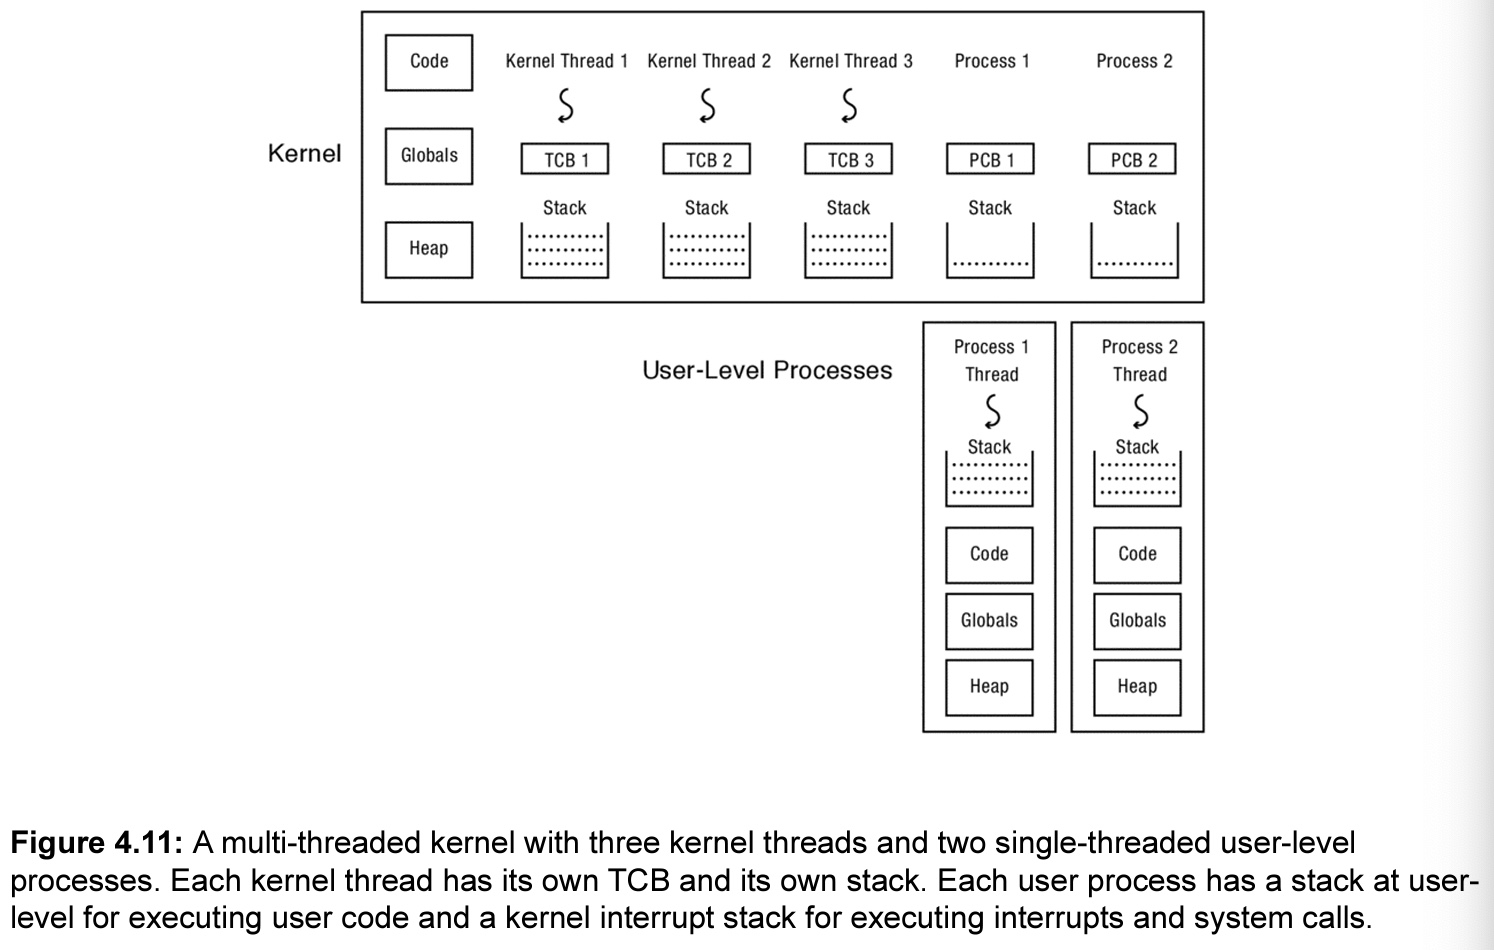 Code
Kernel Thread 1 Kernel Thread 2 Kernel Thread 3 Process 1 Process 2
Kernel
Globals
TCB 1 TCB 2 TCB 3 PCB 1 PCB 2
Stack Stack Stack Stack Stack
Heap
User-Level Processes
Process 1
Thread
Stack
Code
Globals
Heap
Process 2
Thread
Stack
Code
Globals
Heap
Figure 4.11: A multi-threaded kernel with three kernel threads and two single-threaded user-level
processes. Each kernel thread has its own TCB and its own stack. Each user process has a stack at user-
level for executing user code and a kernel interrupt stack for executing interrupts and system calls.